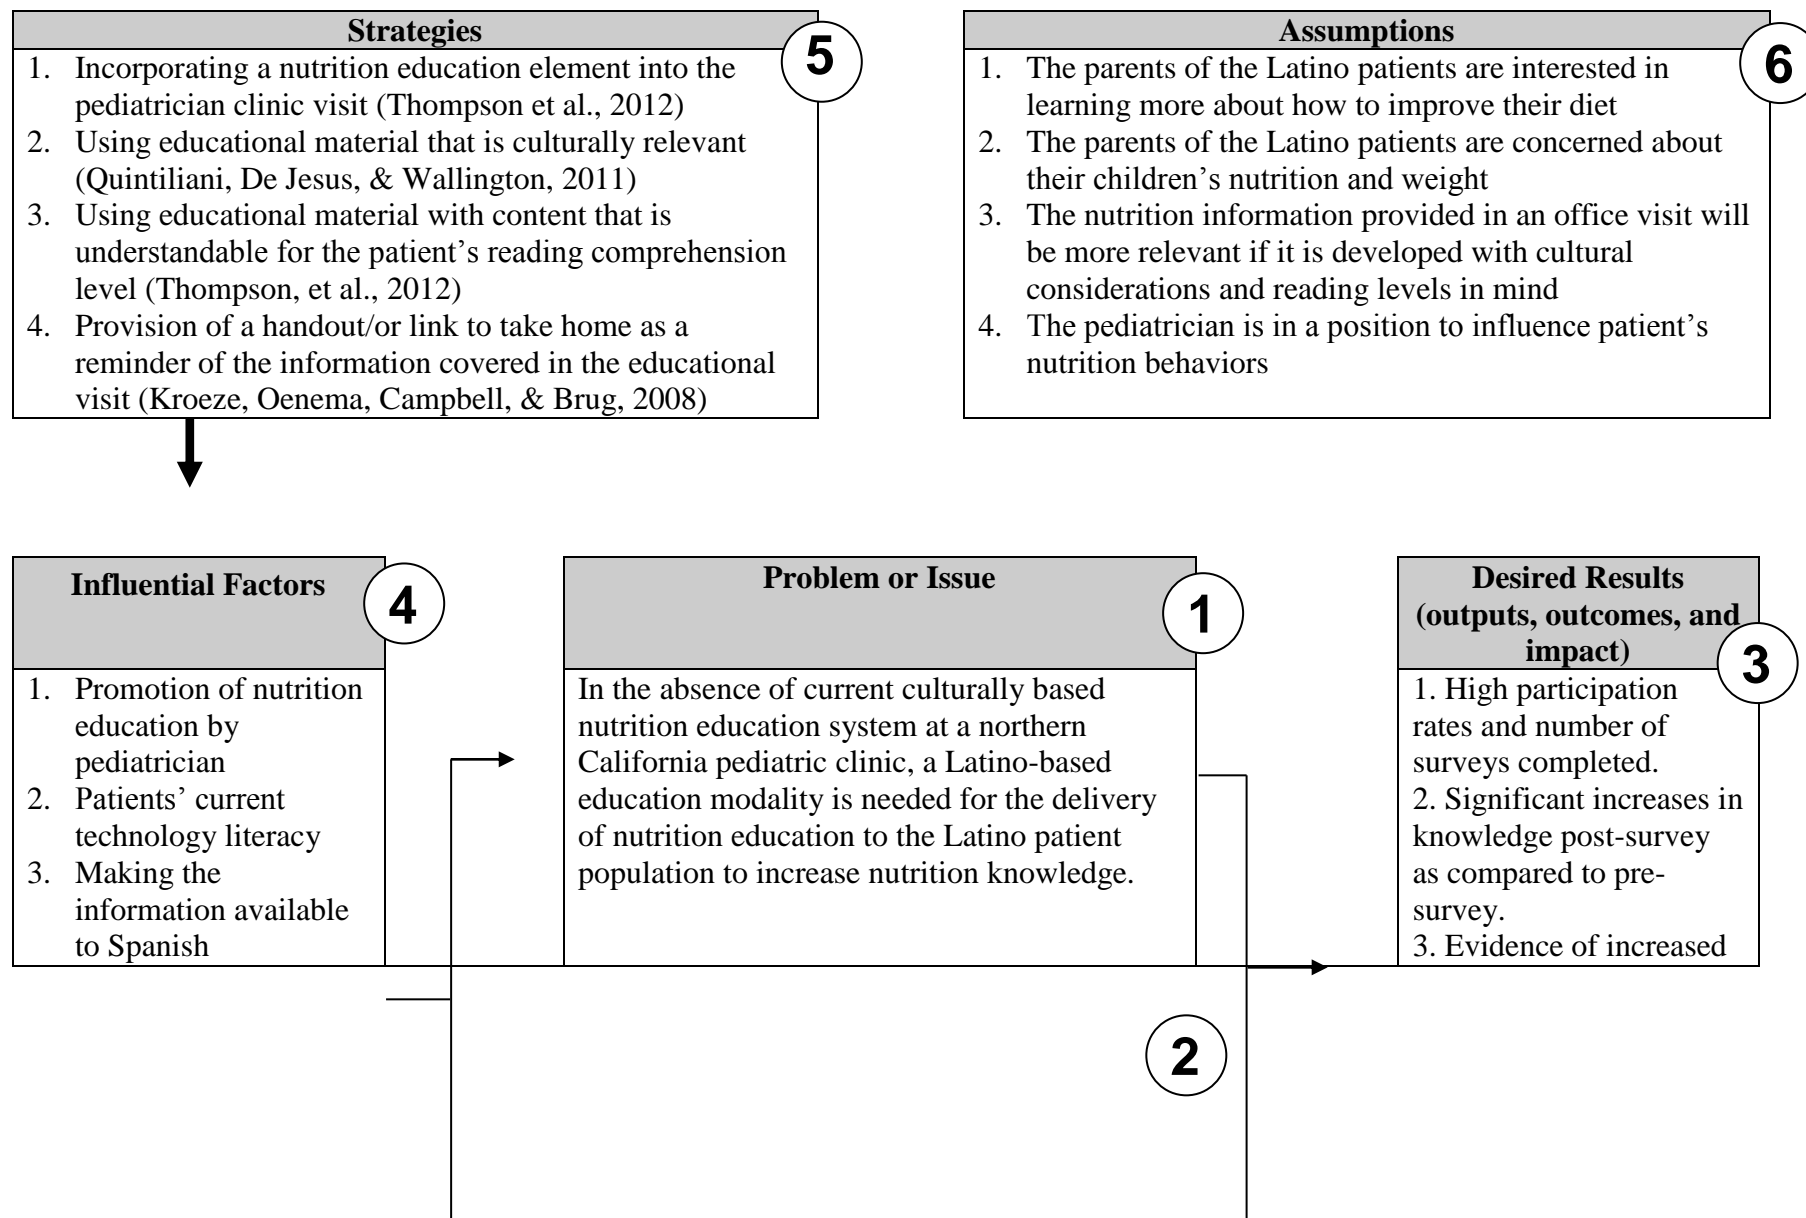 Strategies
5
1. Incorporating a nutrition education element into the
pediatrician clinic visit (Thompson et al., 2012)
2. Using educational material that is culturally relevant
(Quintiliani, De Jesus, & Wallington, 2011)
3. Using educational material with content that is
understandable for the patient’s reading comprehension
level (Thompson, et al., 2012)
4. Provision of a handout/or link to take home as a
reminder of the information covered in the educational
visit (Kroeze, Oenema, Campbell, & Brug, 2008)
Assumptions
6
1. The parents of the Latino patients are interested in
learning more about how to improve their diet
2. The parents of the Latino patients are concerned about
their children’s nutrition and weight
3. The nutrition information provided in an office visit will
be more relevant if it is developed with cultural
considerations and reading levels in mind
4. The pediatrician is in a position to influence patient’s
nutrition behaviors
Influential Factors
4
1. Promotion of nutrition
education by
pediatrician
2. Patients’ current
technology literacy
3. Making the
information available
to Spanish
Problem or Issue
1
In the absence of current culturally based
nutrition education system at a northern
California pediatric clinic, a Latino-based
education modality is needed for the delivery
of nutrition education to the Latino patient
population to increase nutrition knowledge.
Desired Results
(outputs, outcomes, and
impact)
3
1. High participation
rates and number of
surveys completed.
2. Significant increases in
knowledge post-survey
as compared to pre-
survey.
3. Evidence of increased
2